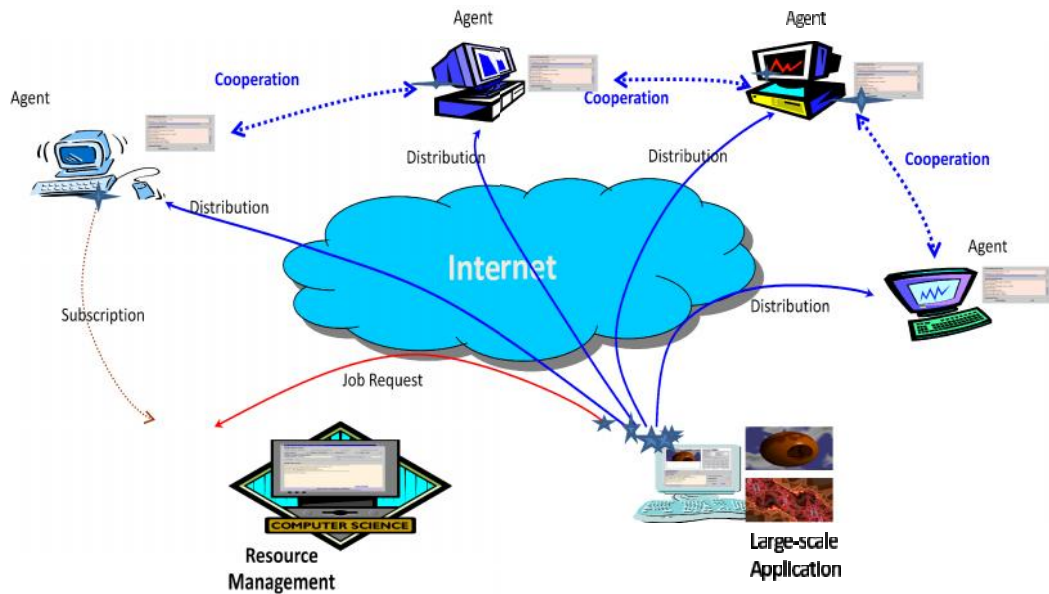 Agent
Agent
Cooperation
Cooperation
Agent
Distribution
Distribution
Cooperation
Distribution
Agent
Internet
Distribution
Subscription
Job Request
COMPUTER SCIENCE
Resource
Management
Large-scale
Application